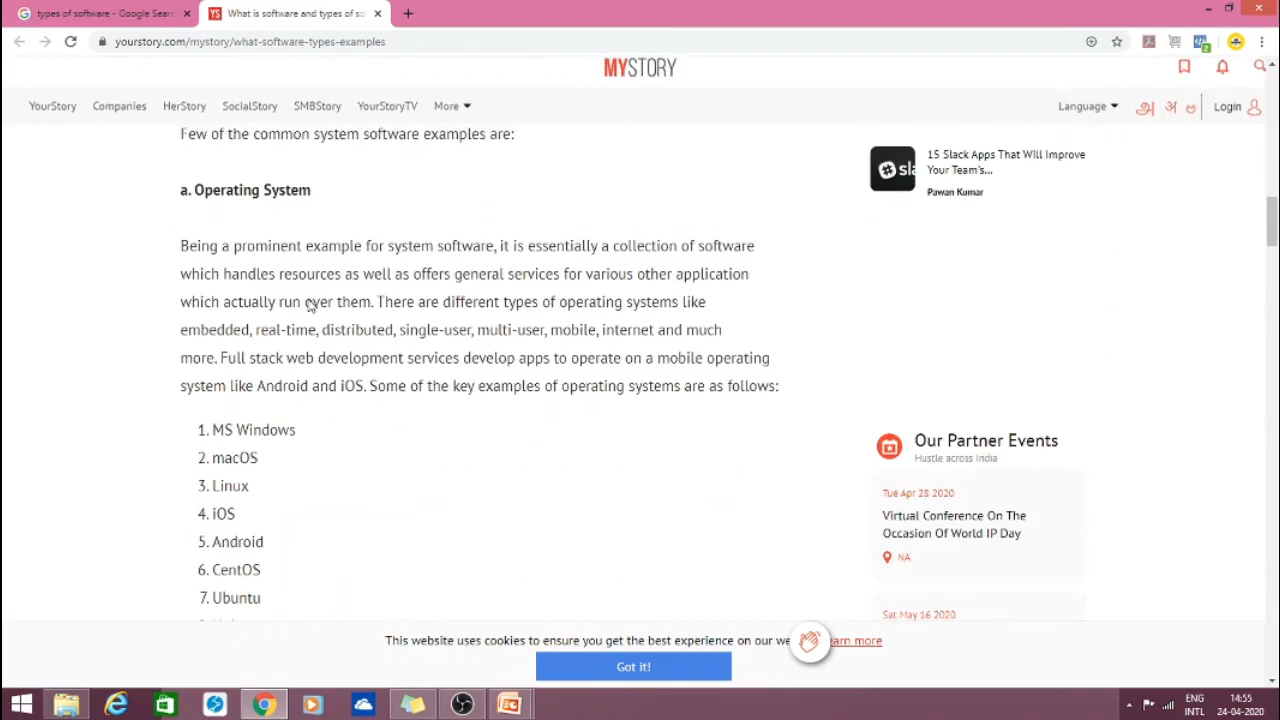 types of software - Google Sear
What is software and types of so
yourstory.com/mystory/what-software-types-examples
MYSTORY
YourStory
Companies
HerStory
SocialStory
SMBStory
YourStoryTV
More
Language
அ
अ
Login
Few of the common system software examples are:
a. Operating System
Being a prominent example for system software, it is essentially a collection of software
which handles resources as well as offers general services for various other application
which actually run over them. There are different types of operating systems like
embedded, real-time, distributed, single-user, multi-user, mobile, internet and much
more. Full stack web development services develop apps to operate on a mobile operating
system like Android and iOS. Some of the key examples of operating systems are as follows:
1. MS Windows
2. macOS
3. Linux
4. iOS
5. Android
6. CentOS
7. Ubuntu
15 Slack Apps That Will Improve
Your Team's...
Pawan Kumar
Our Partner Events
Hustle across India
Tue Apr 28 2020
Virtual Conference On The
Occasion Of World IP Day
NA
Sat May 16 2020
This website uses cookies to ensure you get the best experience on our we
earn more
Got it!
ENG
INTL
14:55
24-04-2020